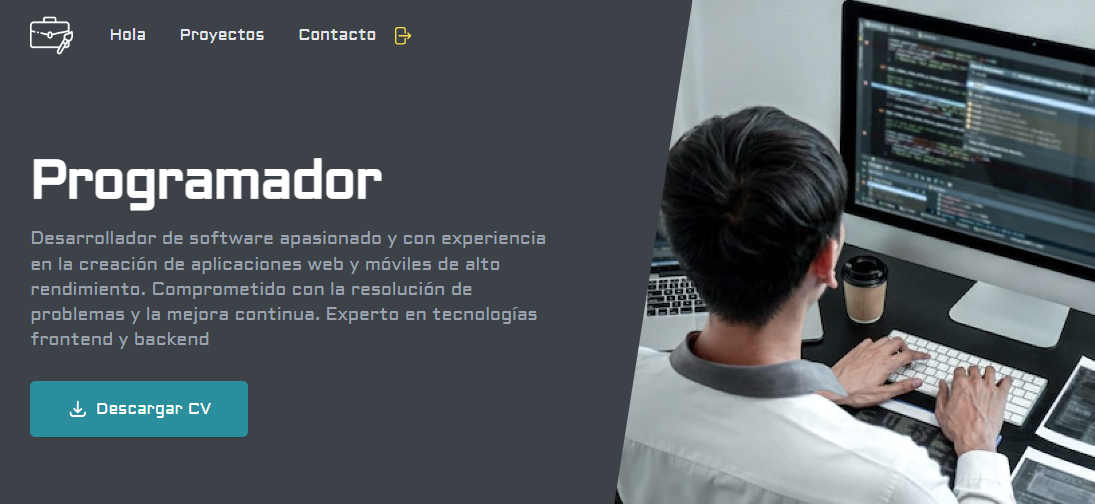 Hola Proyectos Contacto
Programador
Desarrollador de software apasionado y con experiencia
en la creación de aplicaciones web y móviles de alto
rendimiento. Comprometido con la resolución de
problemas y la mejora continua. Experto en tecnologías
frontend y backend
Descargar CV